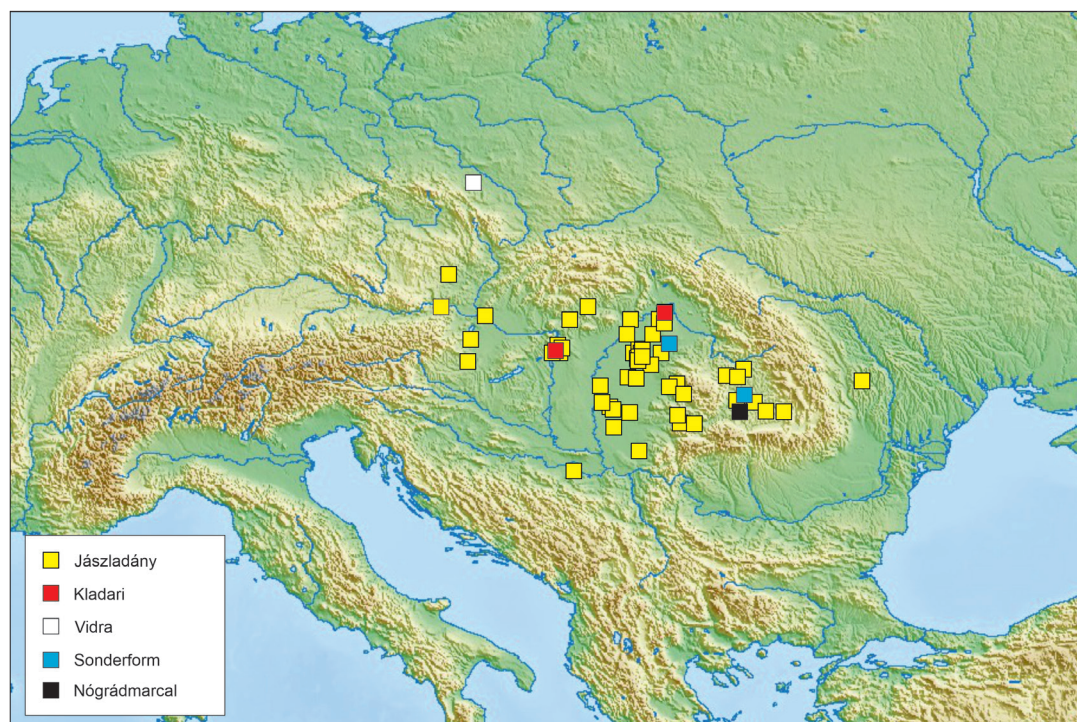 Jászladány
Kladari
Vidra
Sonderform
Nógrádmarcal